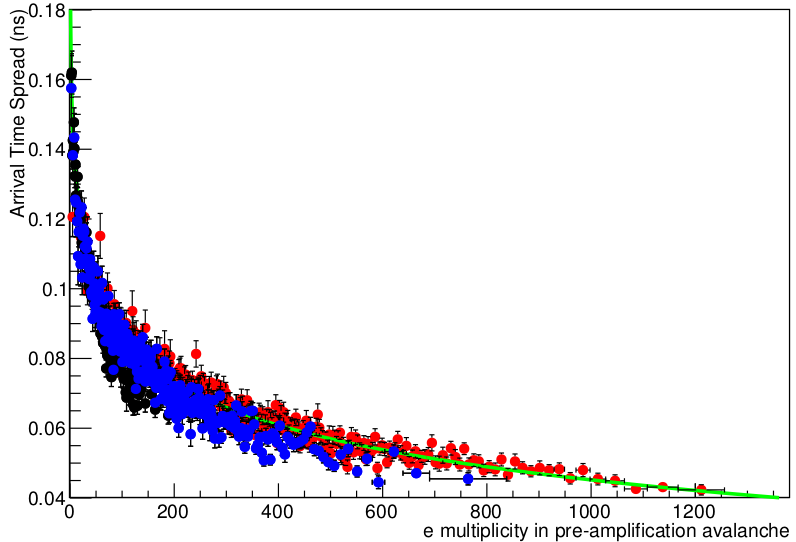 Arrival Time Spread (ns)
0.18
0.16
0.14
0.12
0.1
0.08
0.06
0.04
0 200 400 600 800 1000 1200
e multiplicity in pre-amplification avalanche